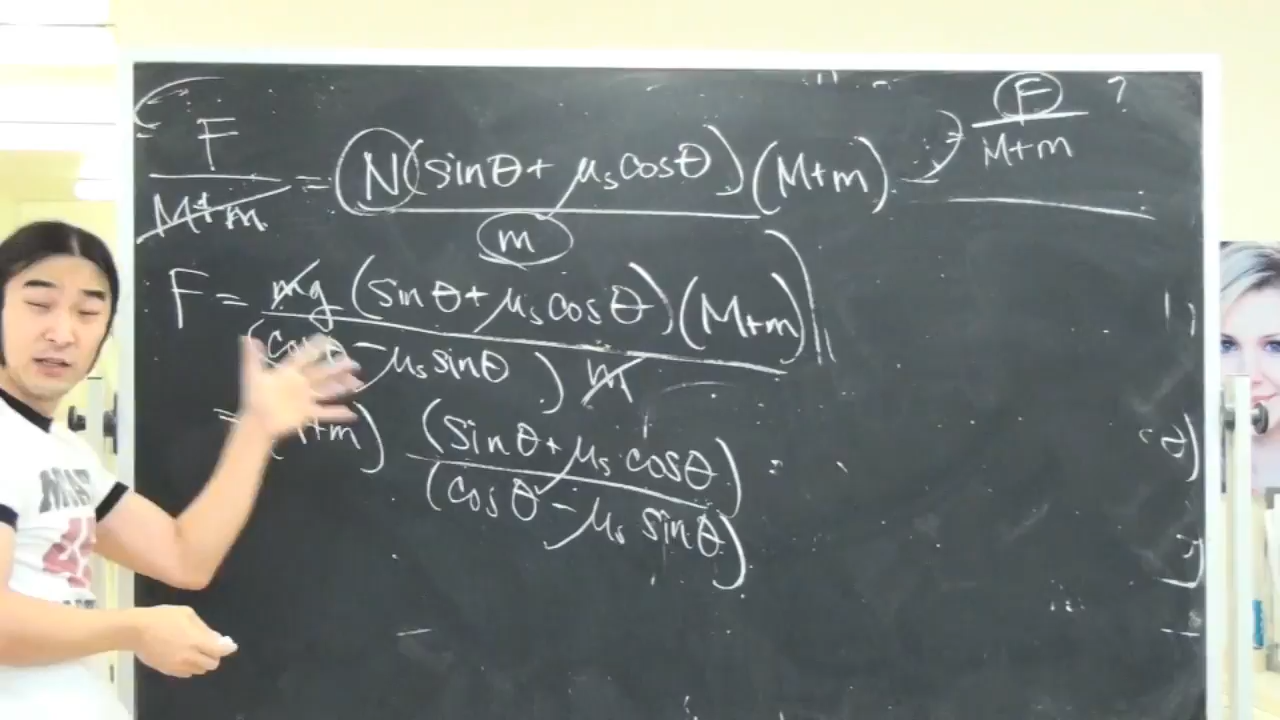 F/(M+m) = N(sinθ + μs cosθ)/m (M+m)
F/(M+m) ?
F = mg (sinθ + μs cosθ)(M+m) / (cosθ - μs sinθ) m
= +m) (sinθ + μs cosθ)/(cosθ - μs sinθ)